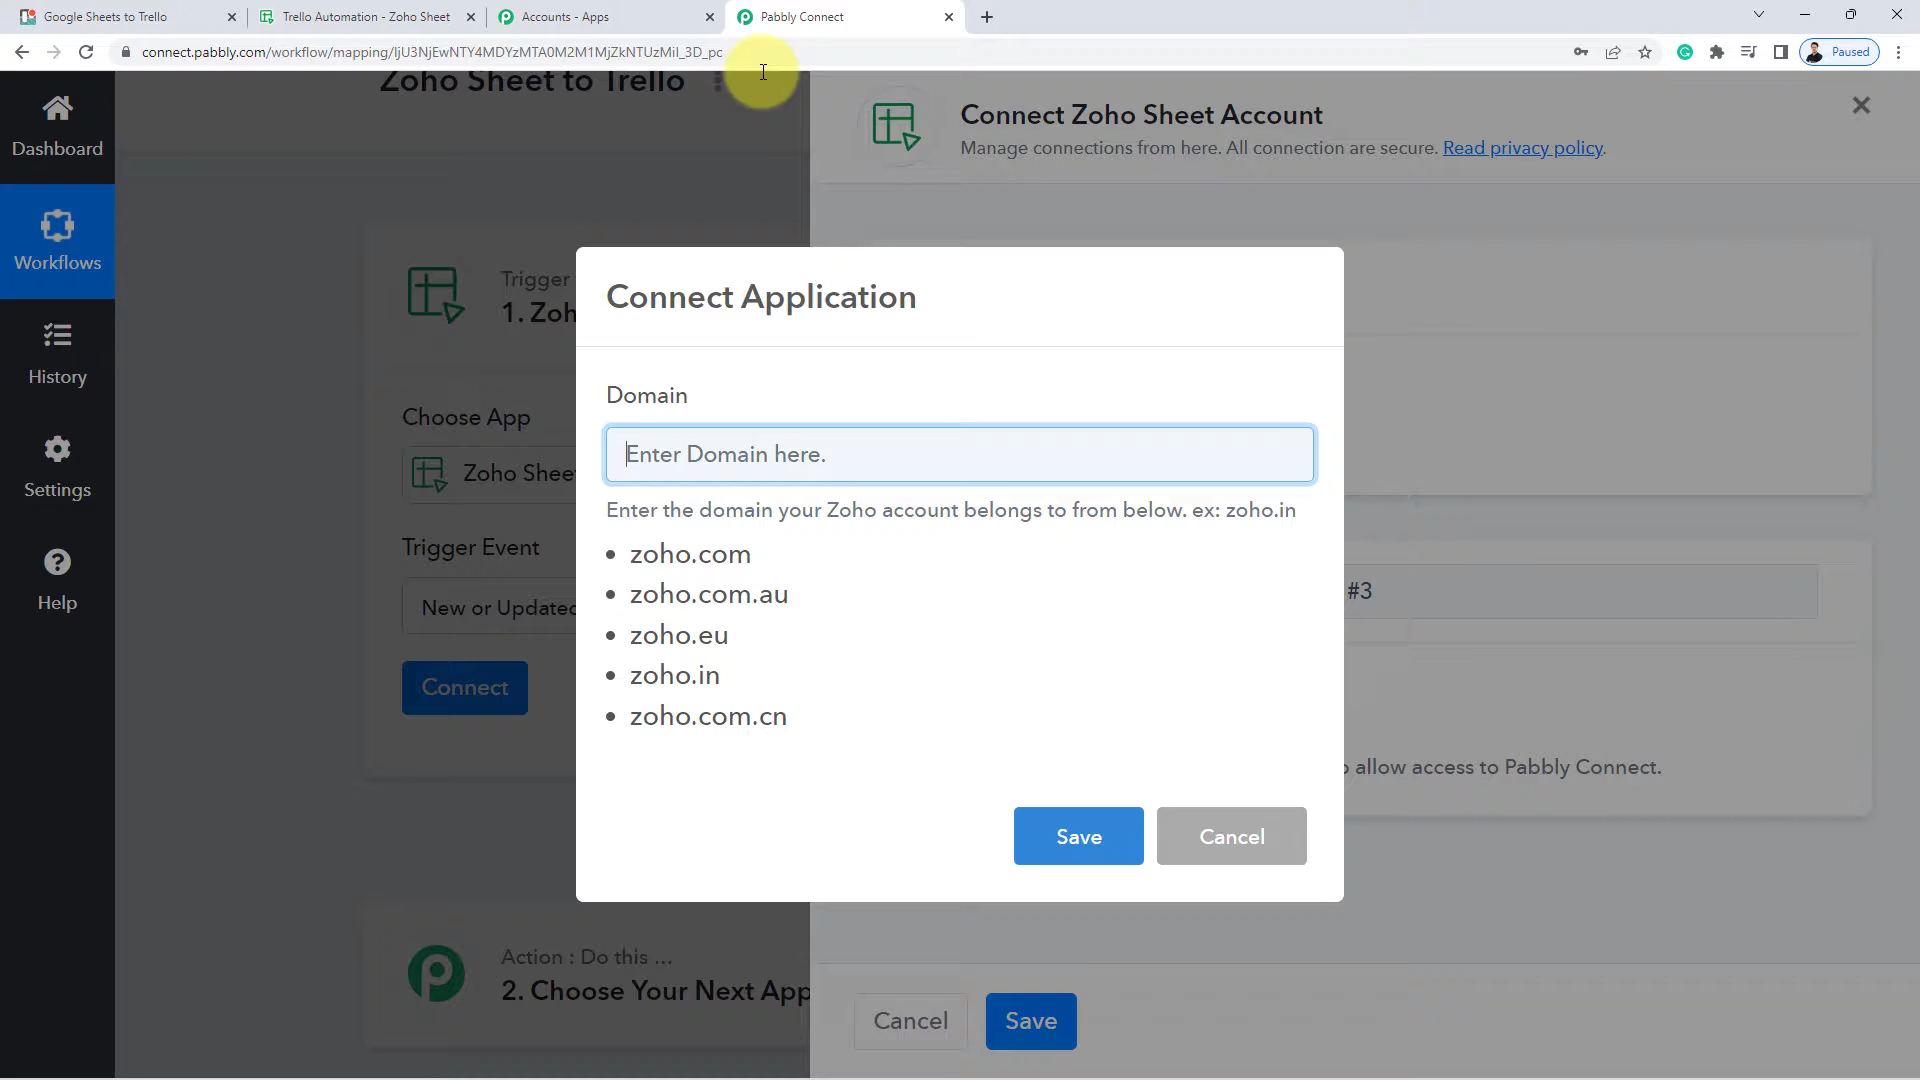 Google Sheets to Trello
Trello Automation - Zoho Sheet
Accounts - Apps
Pabbly Connect
connect.pabbly.com/workflow/mapping/IjU3NjEwNTY4MDYzMTA0M2M1MjZkNTUzMiI_3D_pc
Paused
Zoho Sheet to Trello
Connect Zoho Sheet Account
Manage connections from here. All connection are secure. Read privacy policy.
Dashboard
Workflows
History
Settings
Help
Trigger
1. Zoh
Choose App
Zoho Shee
Trigger Event
New or Updated
Connect
Connect Application
Domain
Enter Domain here.
Enter the domain your Zoho account belongs to from below. ex: zoho.in
• zoho.com
• zoho.com.au
• zoho.eu
• zoho.in
• zoho.com.cn
Save
Cancel
#3
allow access to Pabbly Connect.
Action : Do this ...
2. Choose Your Next App
Cancel
Save